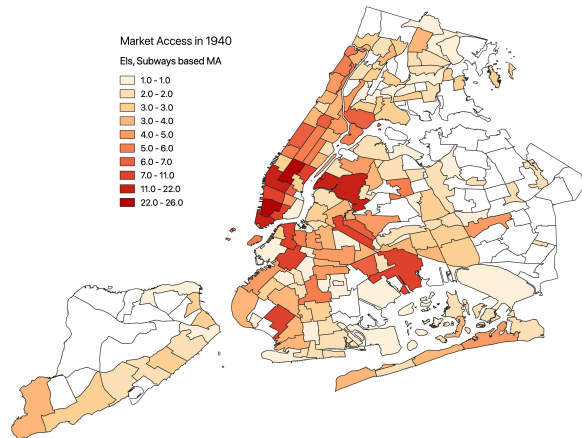 Market Access in 1940
Els, Subways based MA
1.0 - 1.0
2.0 - 2.0
3.0 - 3.0
3.0 - 4.0
4.0 - 5.0
5.0 - 6.0
6.0 - 7.0
7.0 - 11.0
11.0 - 22.0
22.0 - 26.0